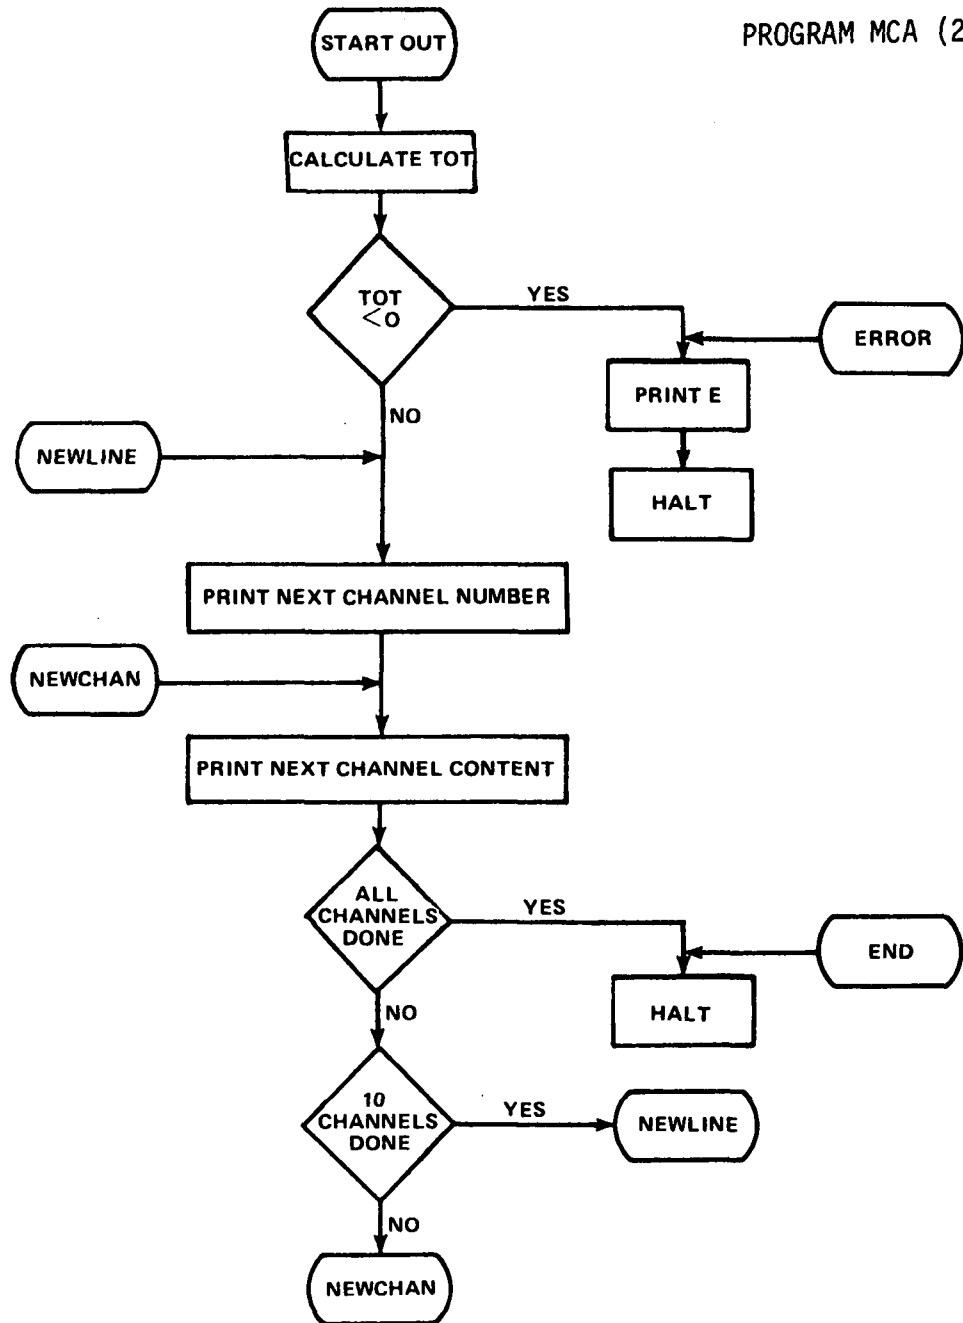 PROGRAM MCA (2
START OUT
CALCULATE TOT
TOT
<0
YES
ERROR
PRINT E
NO
NEWLINE
HALT
PRINT NEXT CHANNEL NUMBER
NEWCHAN
PRINT NEXT CHANNEL CONTENT
ALL
CHANNELS
DONE
YES
END
HALT
NO
10
CHANNELS
DONE
YES
NEWLINE
NO
NEWCHAN